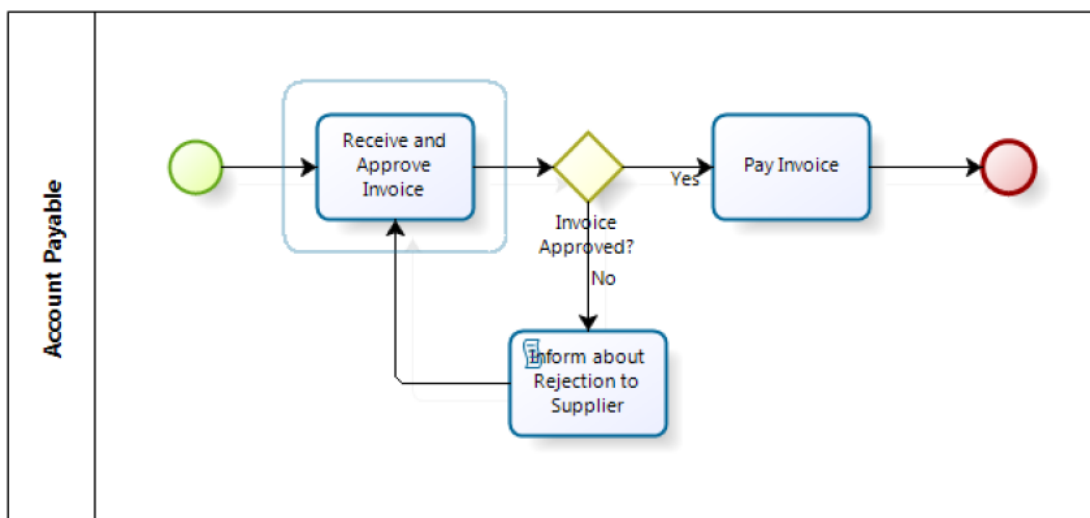 Account Payable
Receive and
Approve
Invoice
Invoice
Approved?
Yes
No
Pay Invoice
Inform about
Rejection to
Supplier